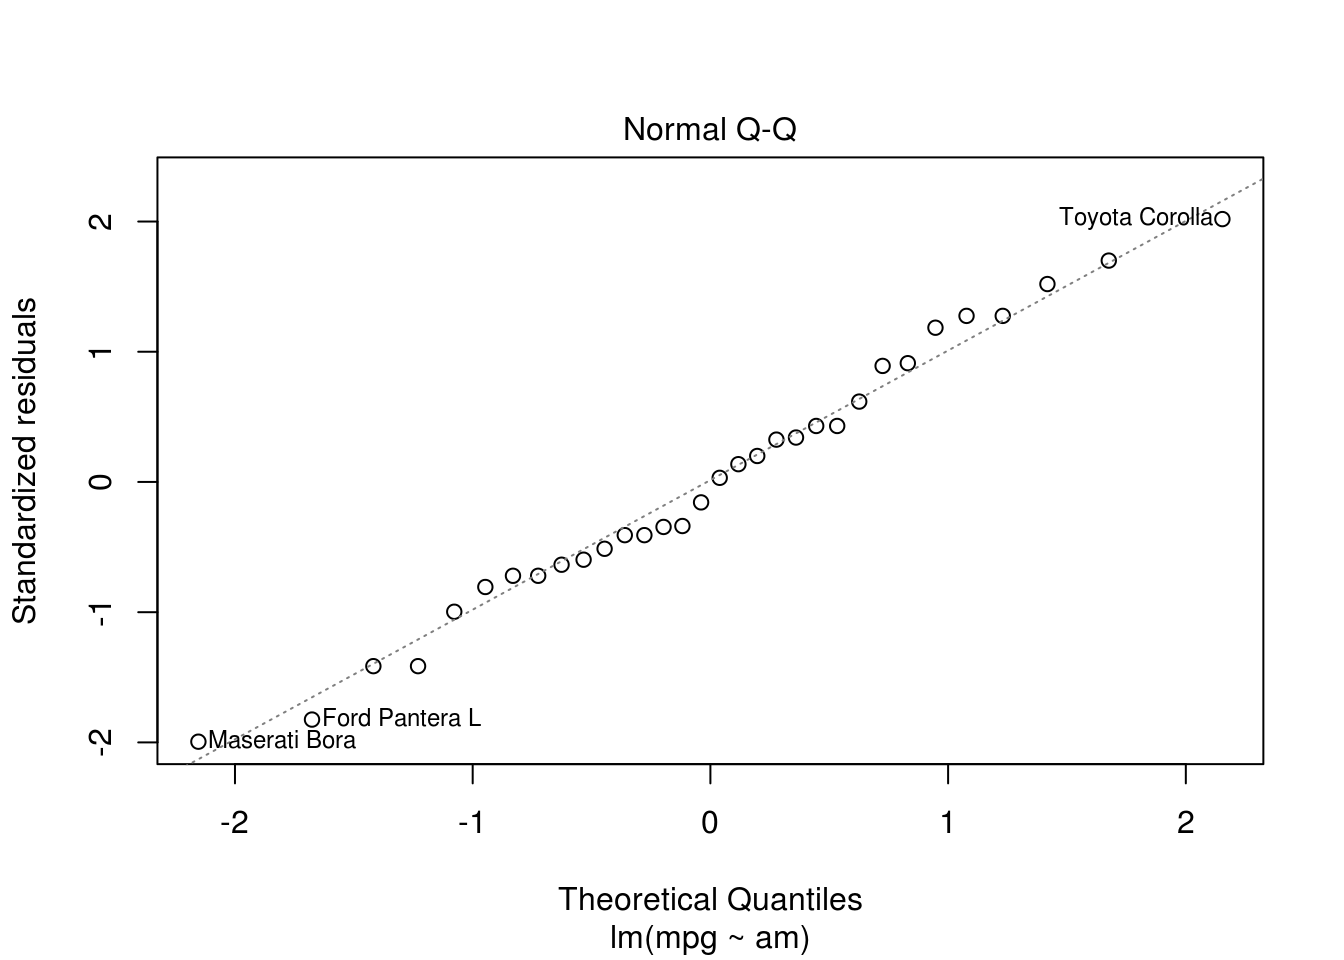 Normal Q-Q
Standardized residuals
2
1
0
-1
-2
Toyota Corolla
Ford Pantera L
Maserati Bora
-2
-1
0
1
2
Theoretical Quantiles
lm(mpg ~ am)